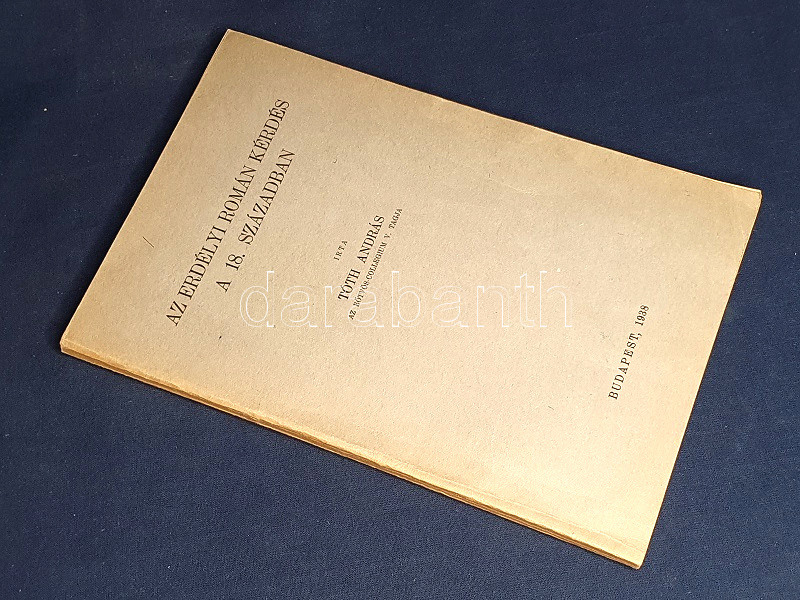 AZ ERDÉLYI ROMÁN KÉRDÉS
A 18. SZÁZADBAN
IRTA
TÓTH ANDRÁS
AZ EÖTVÖS-COLLEGIUM V. TAGJA
BUDAPEST, 1938
darabanth